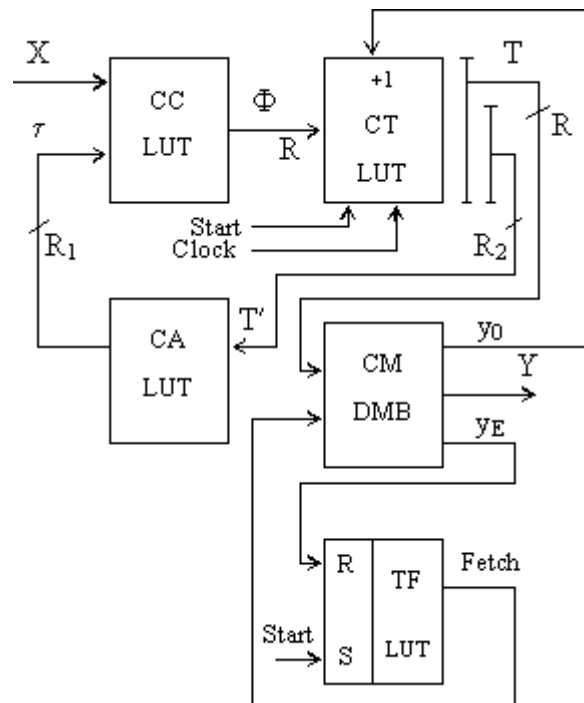 X
CC
LUT
τ
Φ
R
+1
CT
LUT
T
R
Start
Clock
R₁
R₂
T′
CA
LUT
CM
DMB
y₀
Y
yE
R
TF
Fetch
Start
S
LUT